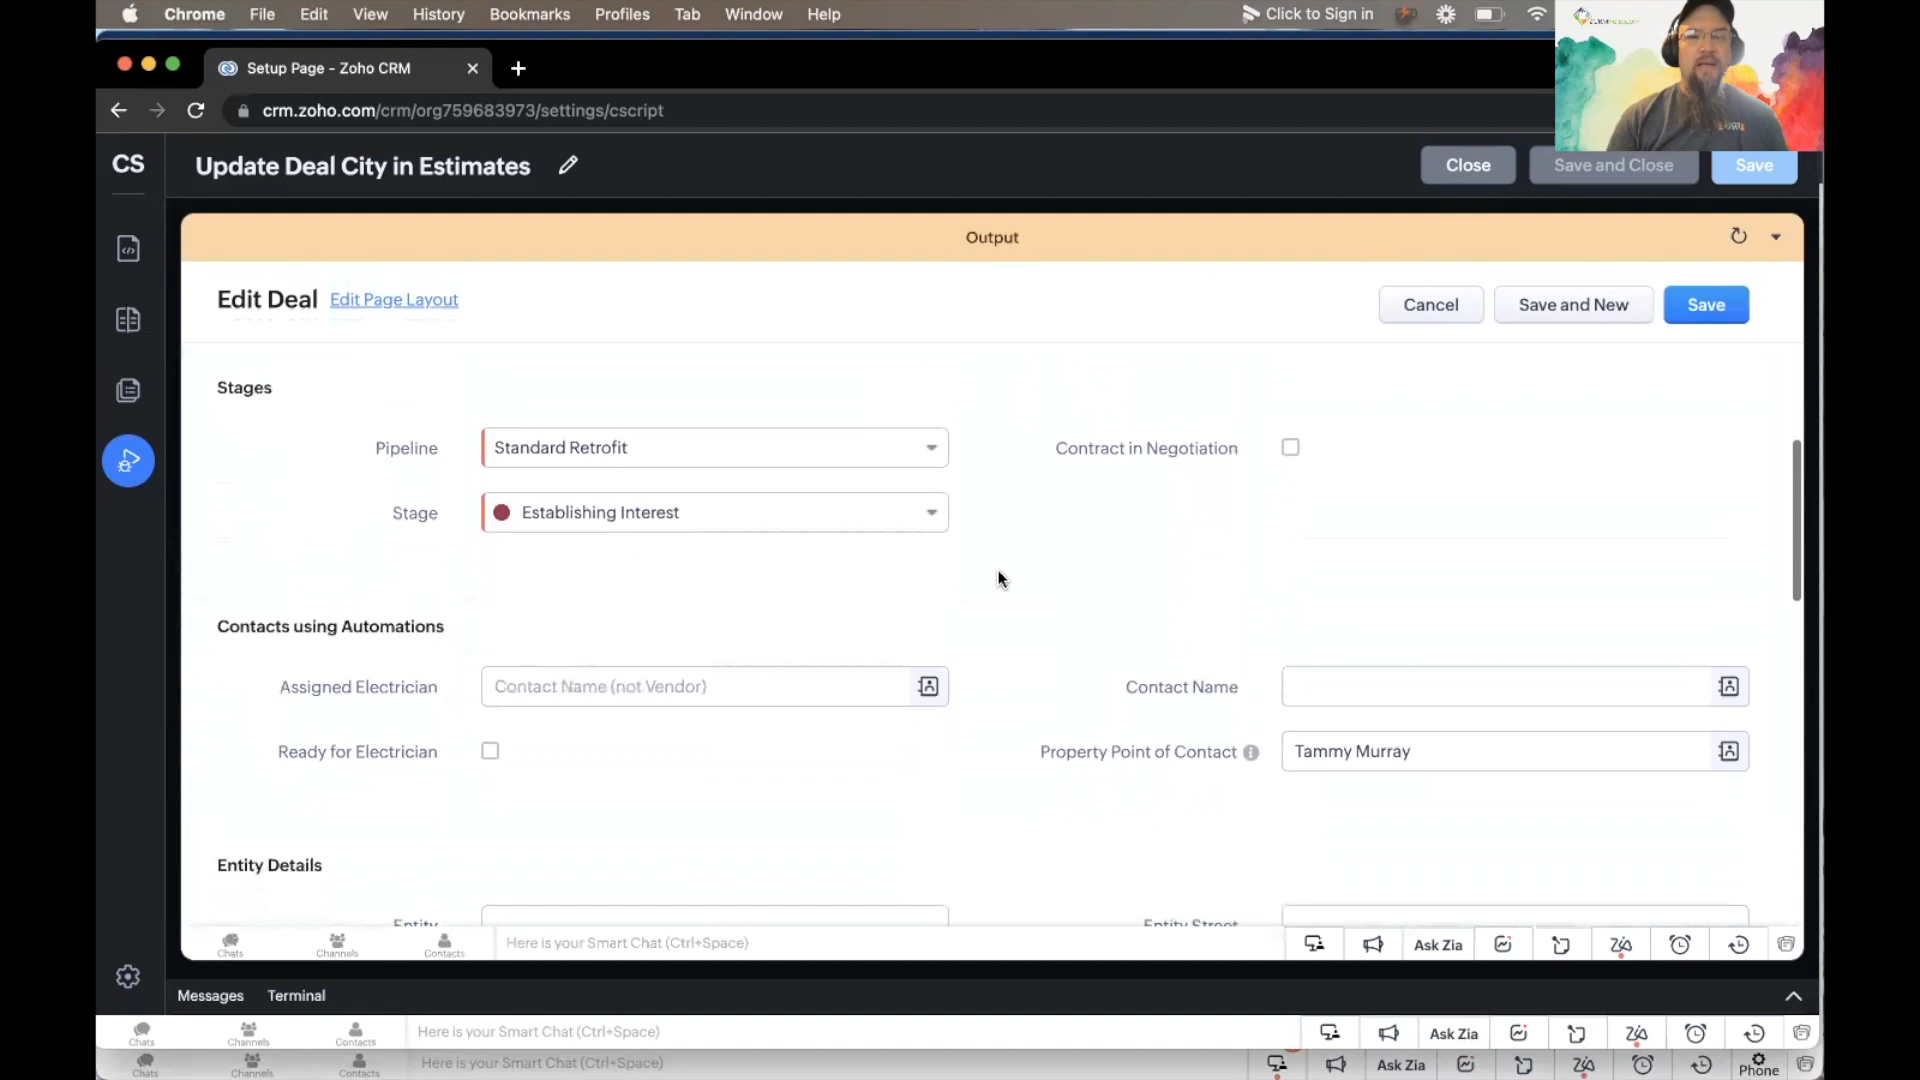 Chrome File Edit View History Bookmarks Profiles Tab Window Help Click to Sign in
Setup Page - Zoho CRM
crm.zoho.com/crm/org759683973/settings/cscript
CS Update Deal City in Estimates Close Save and Close Save
Output
Edit Deal Edit Page Layout Cancel Save and New Save
Stages
Pipeline Standard Retrofit Contract in Negotiation
Stage Establishing Interest
Contacts using Automations
Assigned Electrician Contact Name (not Vendor) Contact Name
Ready for Electrician Property Point of Contact Tammy Murray
Entity Details
Entity Entity Street
Chats Channels Contacts Here is your Smart Chat (Ctrl+Space) Ask Zia
Messages Terminal
Chats Channels Contacts Here is your Smart Chat (Ctrl+Space) Ask Zia
Chats Channels Contacts Here is your Smart Chat (Ctrl+Space) Ask Zia Phone